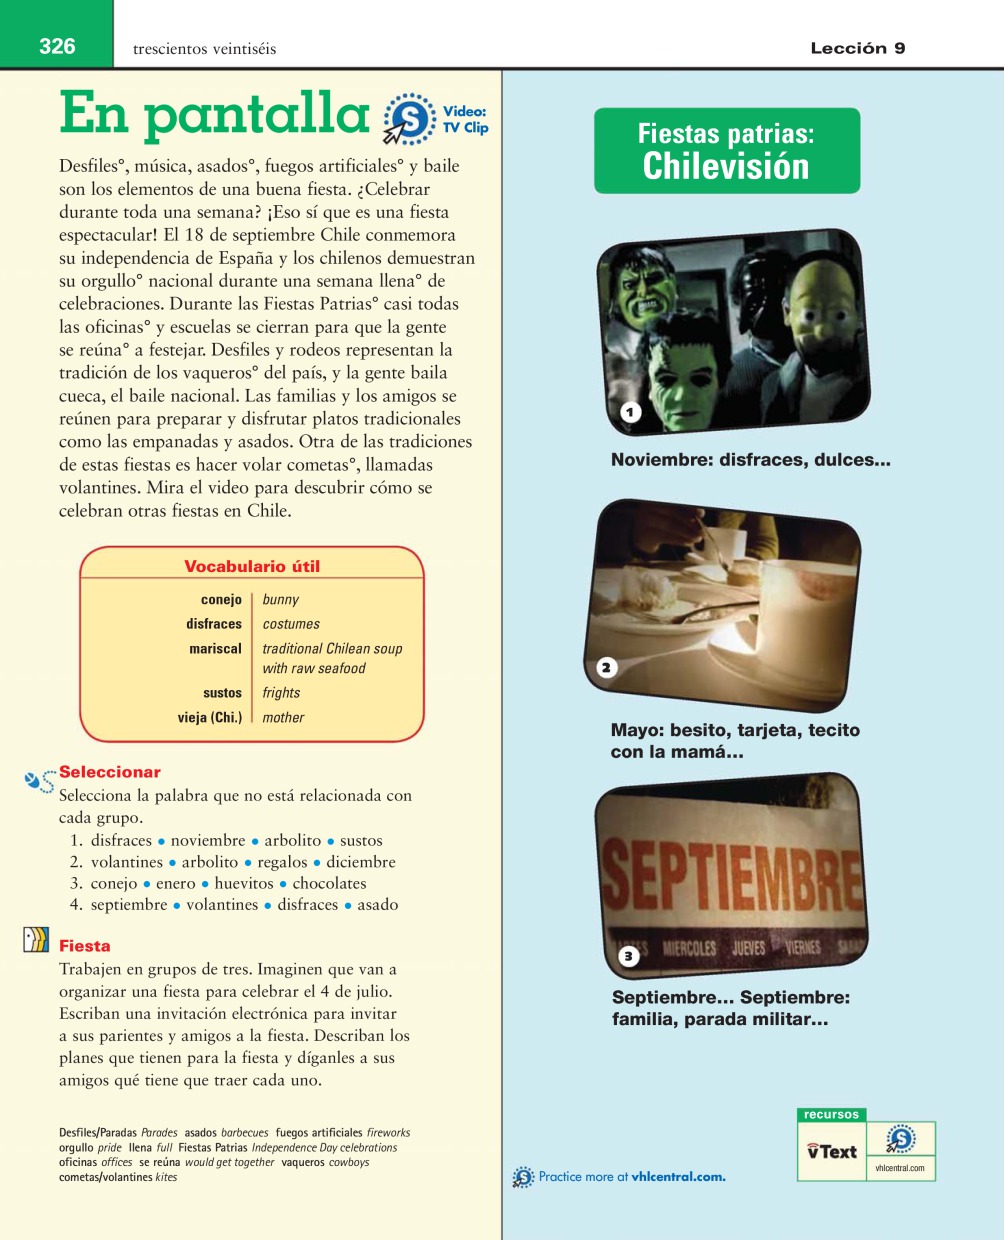 326
trescientos veintiséis
Lección 9
En pantalla
Video:
TV Clip
Desfiles°, música, asados°, fuegos artificiales° y baile
son los elementos de una buena fiesta. ¿Celebrar
durante toda una semana? ¡Eso sí que es una fiesta
espectacular! El 18 de septiembre Chile conmemora
su independencia de España y los chilenos demuestran
su orgullo° nacional durante una semana llena° de
celebraciones. Durante las Fiestas Patrias° casi todas
las oficinas° y escuelas se cierran para que la gente
se reúna° a festejar. Desfiles y rodeos representan la
tradición de los vaqueros° del país, y la gente baila
cueca, el baile nacional. Las familias y los amigos se
reúnen para preparar y disfrutar platos tradicionales
como las empanadas y asados. Otra de las tradiciones
de estas fiestas es hacer volar cometas°, llamadas
volantines. Mira el video para descubrir cómo se
celebran otras fiestas en Chile.
Vocabulario útil
conejo bunny
disfraces costumes
mariscal traditional Chilean soup
with raw seafood
sustos frights
vieja (Chi.) mother
Seleccionar
Selecciona la palabra que no está relacionada con
cada grupo.
1. disfraces • noviembre • arbolito • sustos
2. volantines • arbolito • regalos • diciembre
3. conejo • enero • huevitos • chocolates
4. septiembre • volantines • disfraces • asado
Fiesta
Trabajen en grupos de tres. Imaginen que van a
organizar una fiesta para celebrar el 4 de julio.
Escriban una invitación electrónica para invitar
a sus parientes y amigos a la fiesta. Describan los
planes que tienen para la fiesta y díganles a sus
amigos qué tiene que traer cada uno.
Desfiles/Paradas Parades asados barbecues fuegos artificiales fireworks
orgullo pride llena full Fiestas Patrias Independence Day celebrations
oficinas offices se reúna would get together vaqueros cowboys
cometas/volantines kites
Fiestas patrias:
Chilevisión
1
Noviembre: disfraces, dulces...
2
Mayo: besito, tarjeta, tecito
con la mamá...
SEPTIEMBRE
MIERCOLES JUEVES VIERNES
3
Septiembre... Septiembre:
familia, parada militar...
recursos
vText
vhlcentral.com
Practice more at vhlcentral.com.